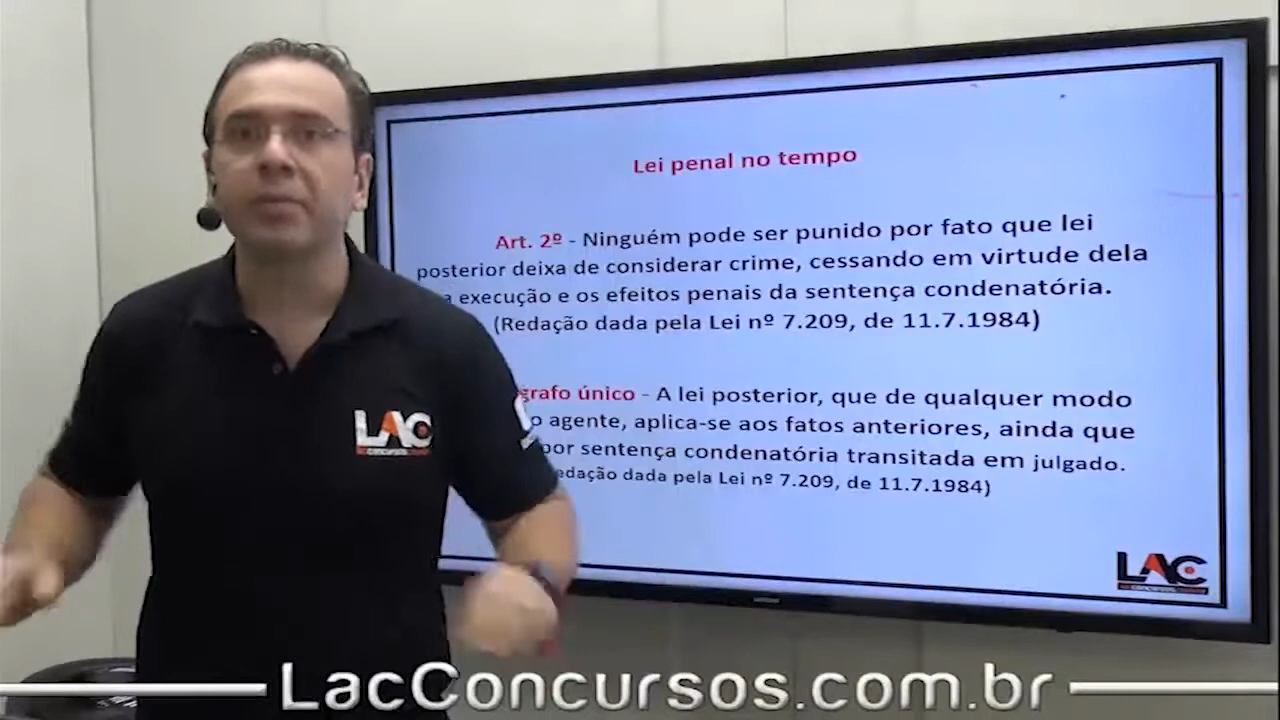 Lei penal no tempo
Art. 2º - Ninguém pode ser punido por fato que lei
posterior deixa de considerar crime, cessando em virtude dela
a execução e os efeitos penais da sentença condenatória.
(Redação dada pela Lei nº 7.209, de 11.7.1984)
grafo único - A lei posterior, que de qualquer modo
o agente, aplica-se aos fatos anteriores, ainda que
por sentença condenatória transitada em julgado.
edação dada pela Lei nº 7.209, de 11.7.1984)
LAC
LAC
LacConcursos.com.br